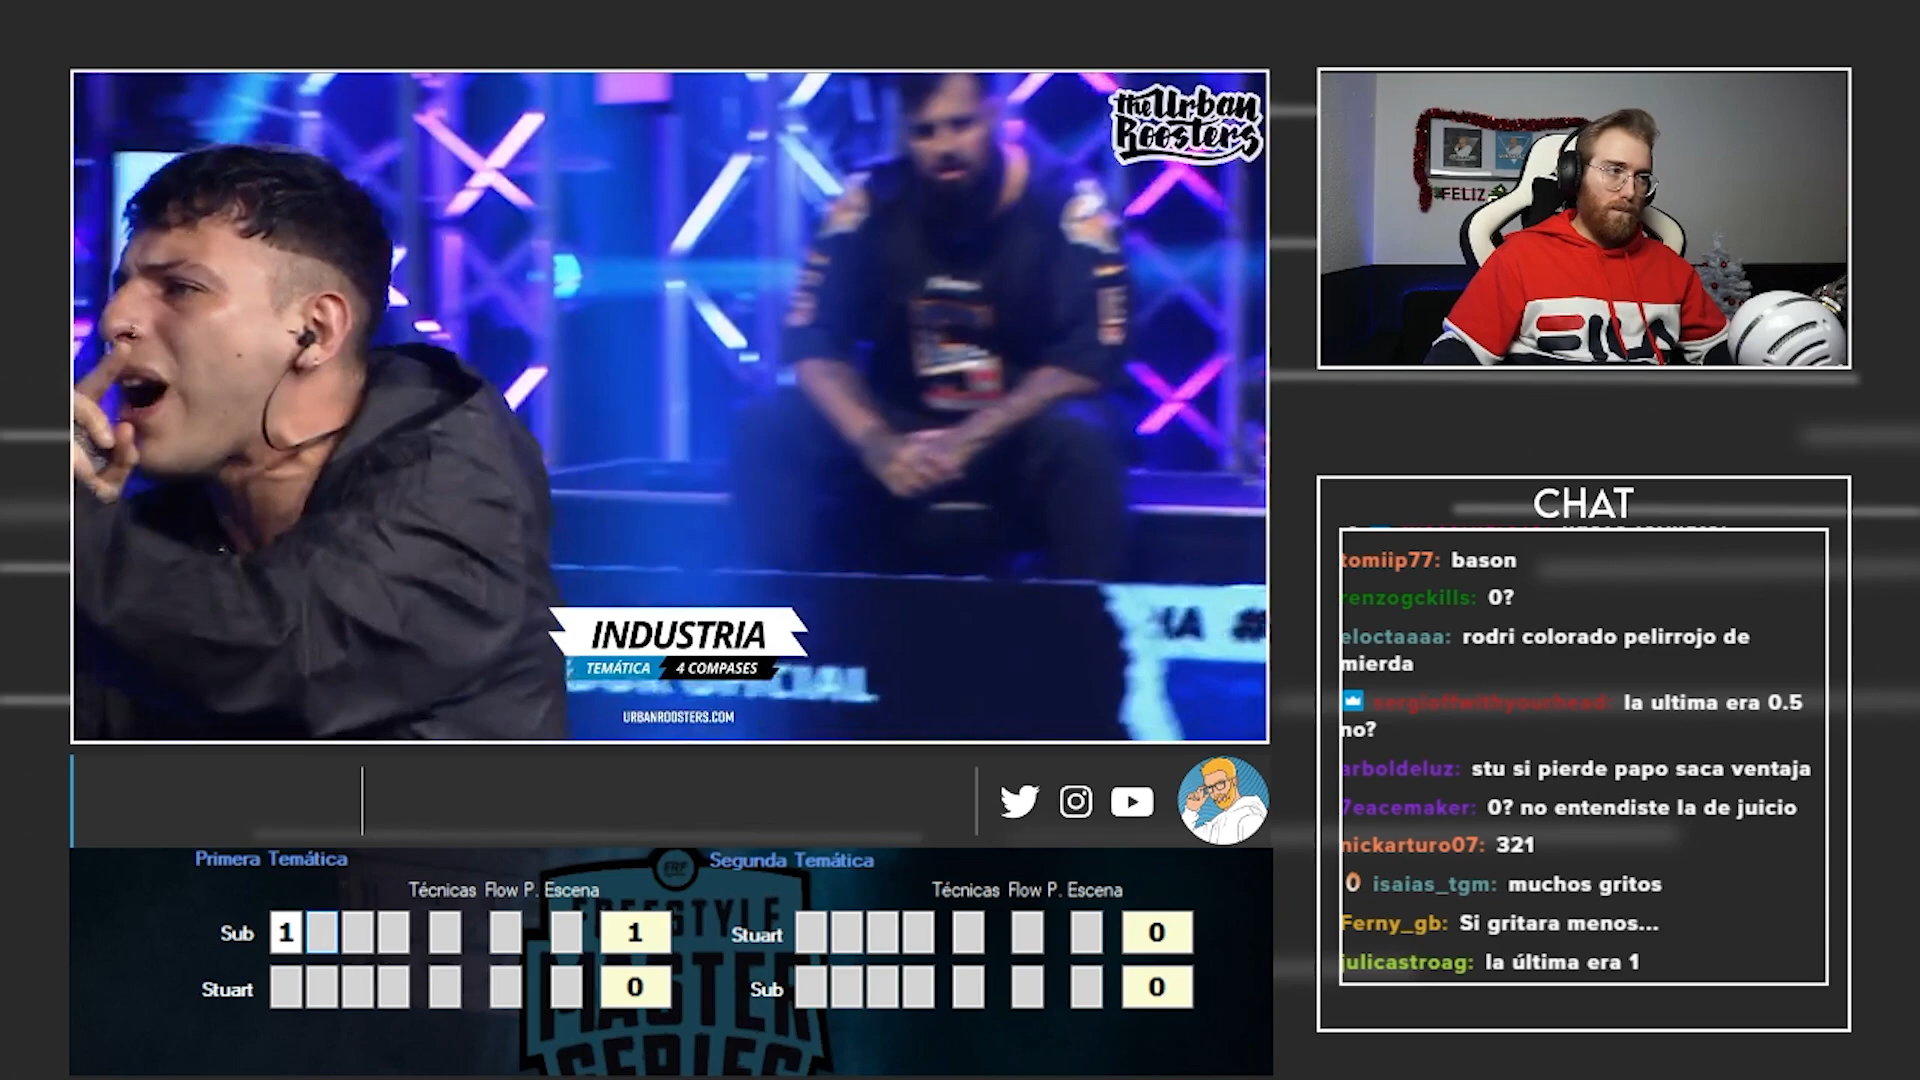 the Urban
Roosters
INDUSTRIA
TEMÁTICA 4 COMPASES
URBANROOSTERS.COM
FELIZ
FILA
CHAT
tomiip77: bason
renzogckills: 0?
eloctaaaa: rodri colorado pelirrojo de
mierda
sergioffwithyourhead: la ultima era 0.5
no?
arboldeluz: stu si pierde papo saca ventaja
7eacemaker: 0? no entendiste la de juicio
nickarturo07: 321
isaias_tgm: muchos gritos
Ferny_gb: Si gritara menos...
julicastroag: la última era 1
Primera Temática
Técnicas Flow P. Escena
Sub 1 1
Stuart 0
Segunda Temática
Técnicas Flow P. Escena
Stuart 0
Sub 0
FREESTYLE
MASTER
SERIES